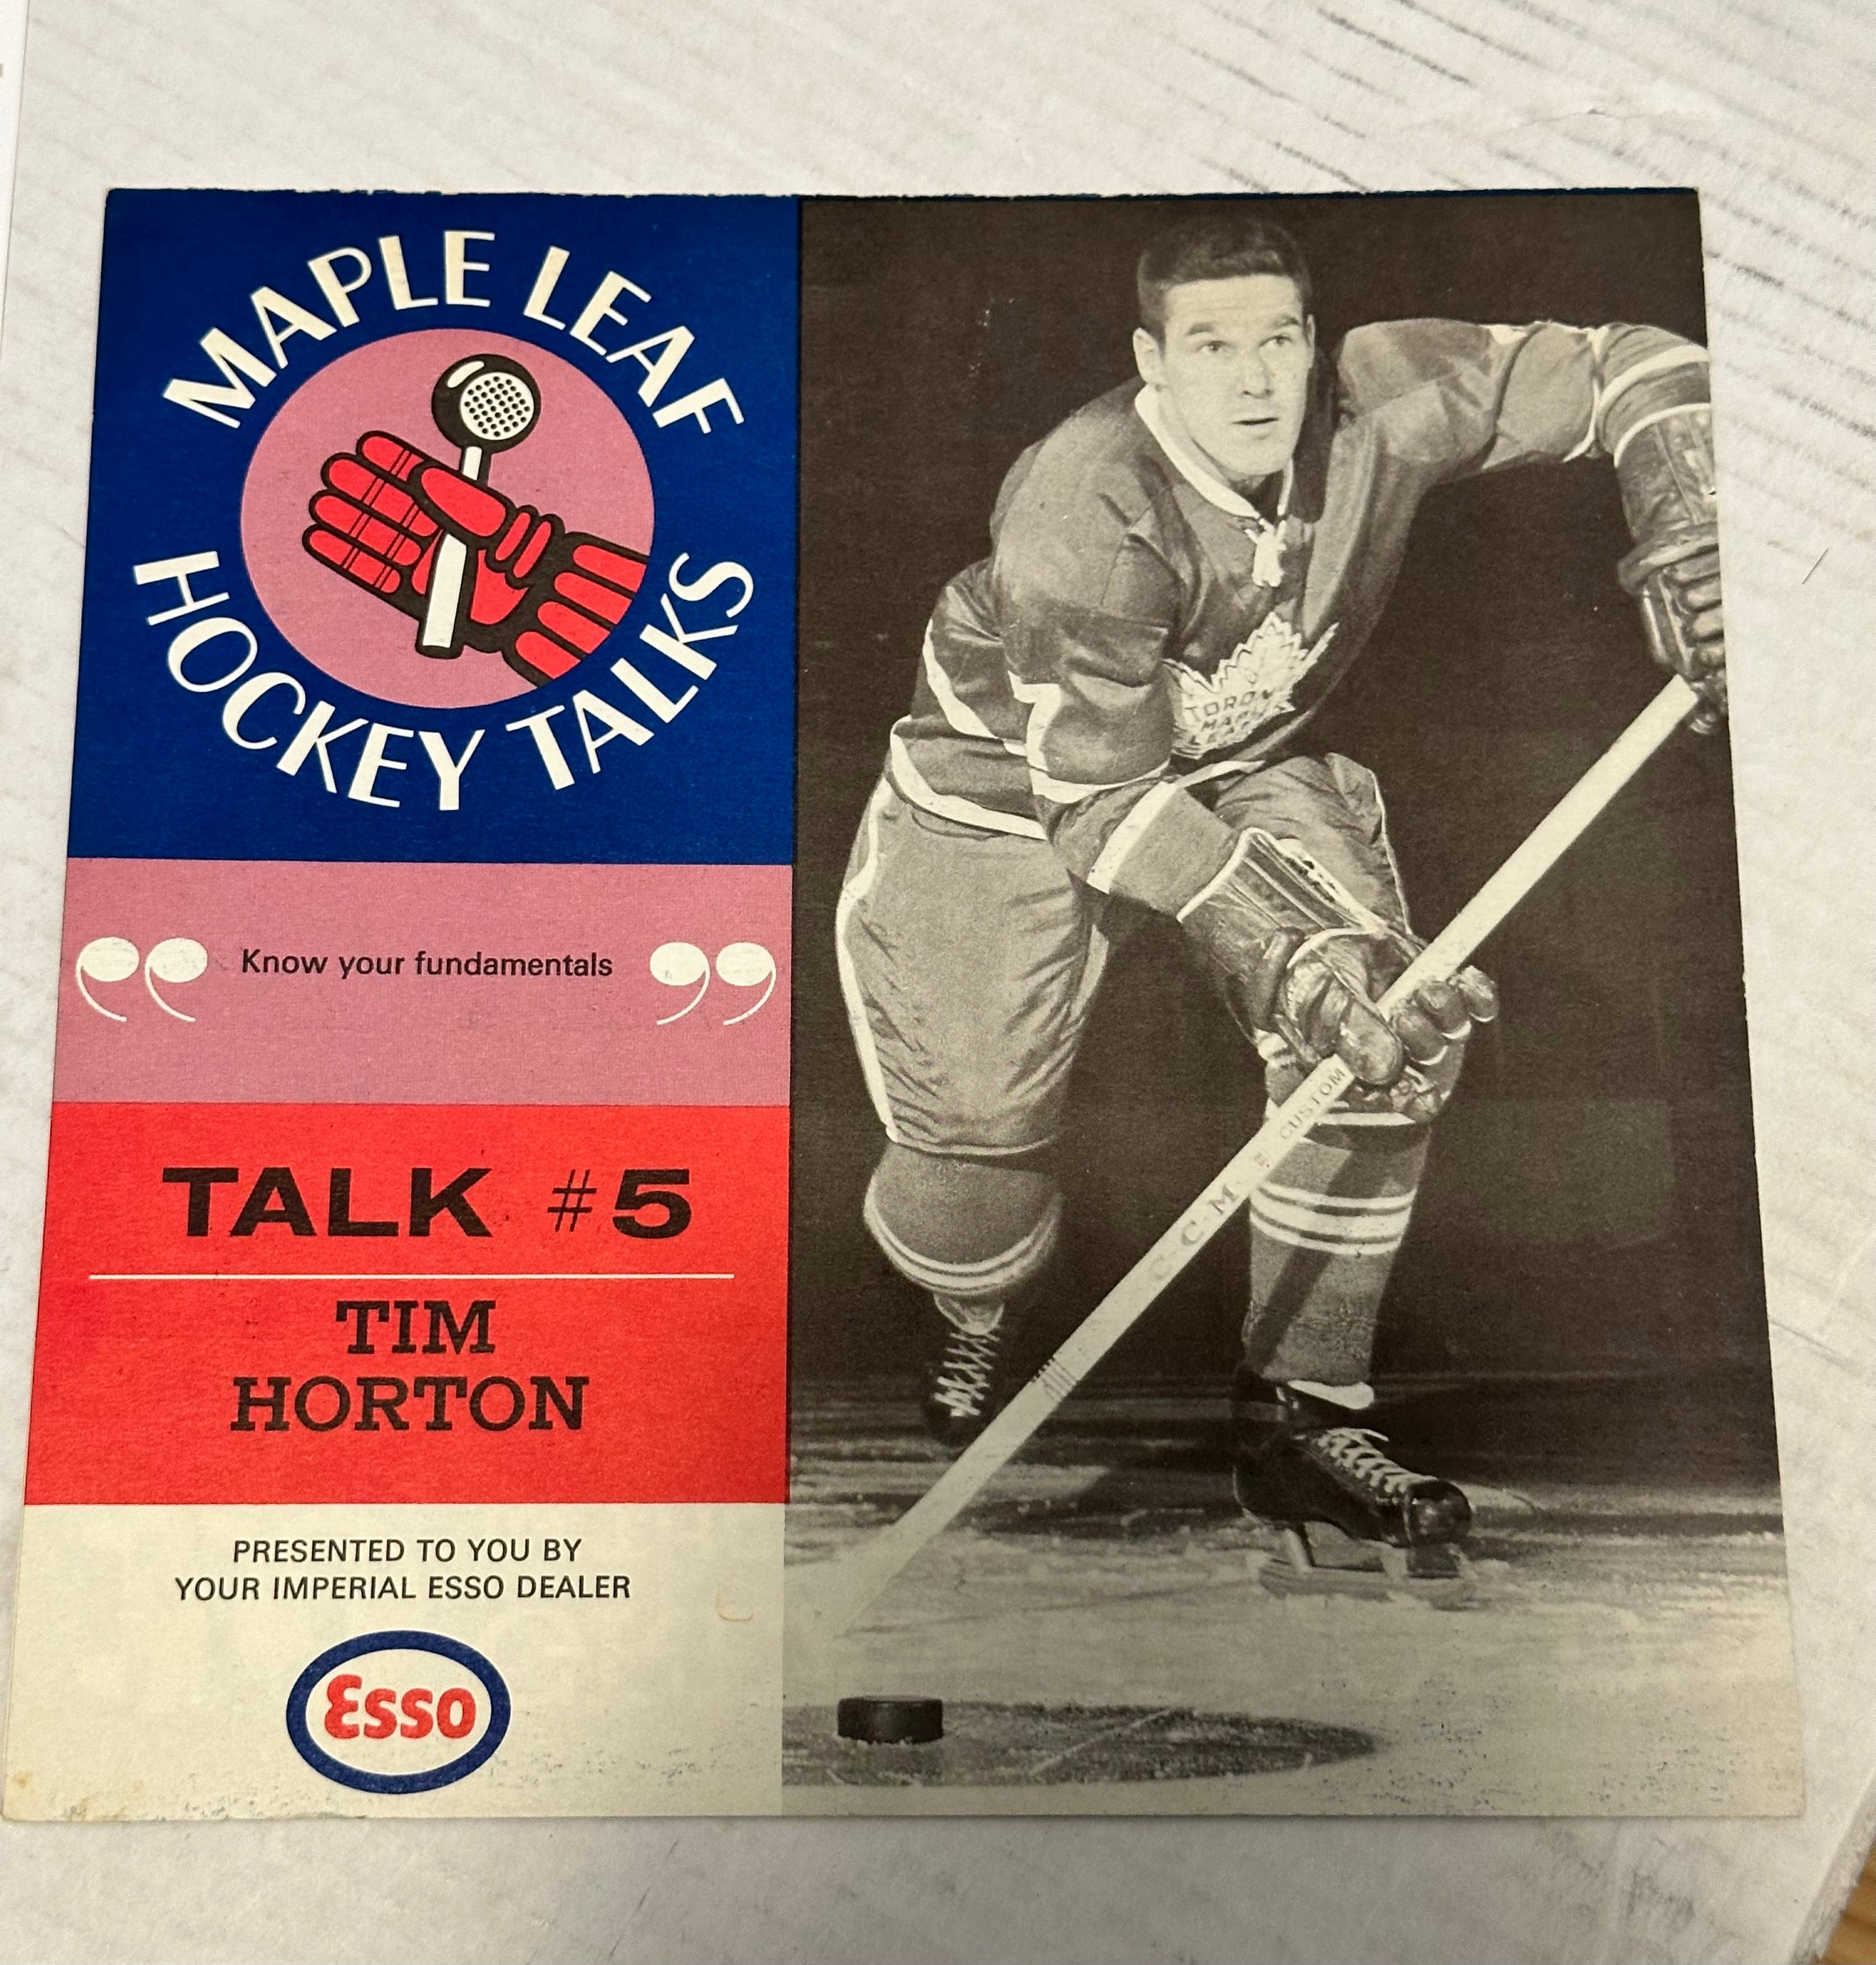 MAPLE LEAF
HOCKEY TALKS
“ Know your fundamentals ”
TALK #5
TIM
HORTON
PRESENTED TO YOU BY
YOUR IMPERIAL ESSO DEALER
Esso
TORONTO
MAPLE
LEAFS
C.C.M. CUSTOM